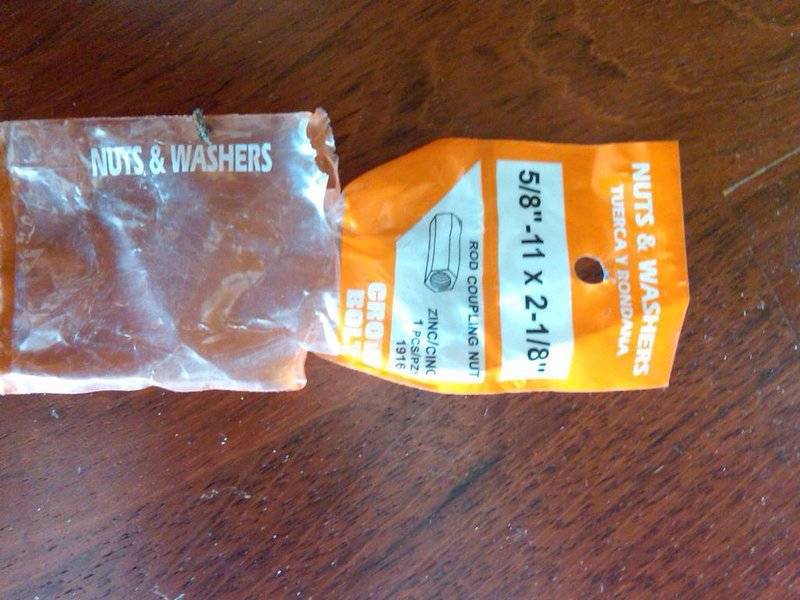 NUTS & WASHERS
TUERCA Y RONDANA
5/8"-11 x 2-1/8"
ROD COUPLING NUT
ZINC/CINC
1 PCS/PZ
1916
BOLT
NUTS & WASHERS